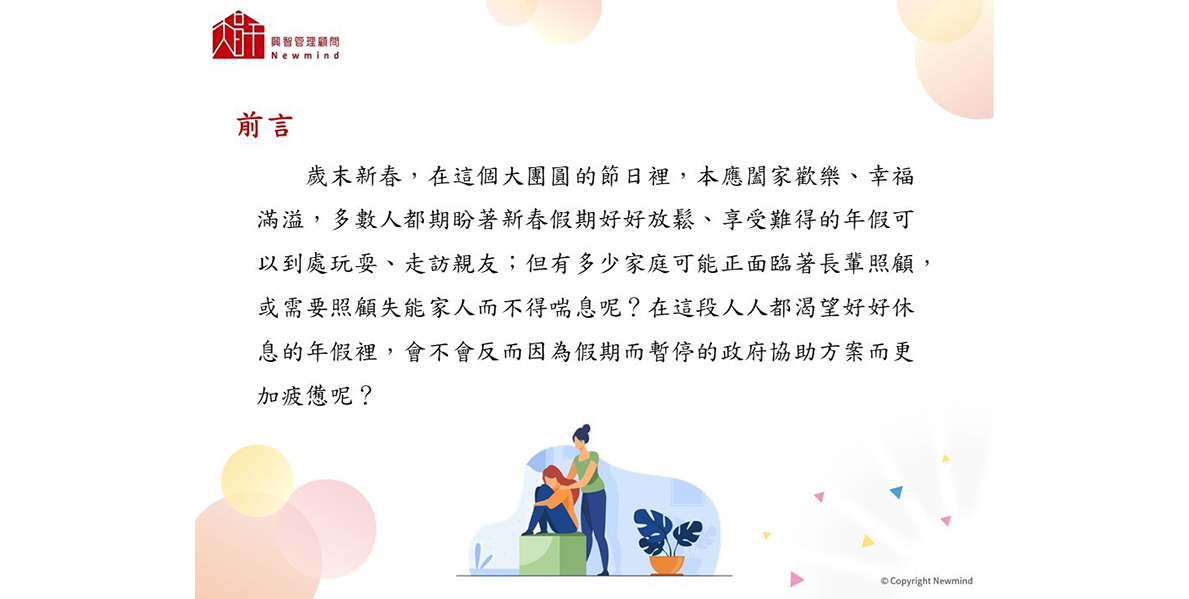 興智管理顧問
Newmind
前言
歲末新春，在這個大團圓的節日裡，本應闔家歡樂、幸福
滿溢，多數人都期盼著新春假期好好放鬆、享受難得的年假可
以到處玩耍、走訪親友；但有多少家庭可能正面臨著長輩照顧，
或需要照顧失能家人而不得喘息呢？在這段人人都渴望好好休
息的年假裡，會不會反而因為假期而暫停的政府協助方案而更
加疲憊呢？
© Copyright Newmind